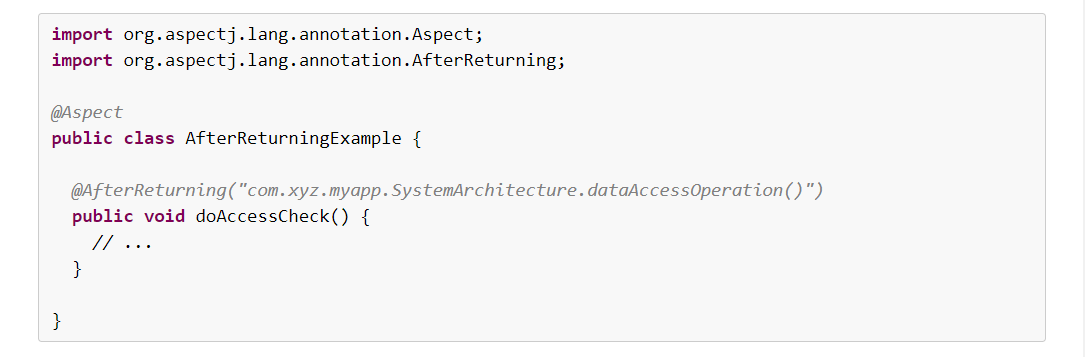 import org.aspectj.lang.annotation.Aspect;
import org.aspectj.lang.annotation.AfterReturning;
@Aspect
public class AfterReturningExample {
@AfterReturning("com.xyz.myapp.SystemArchitecture.dataAccessOperation()")
public void doAccessCheck() {
// ...
}
}